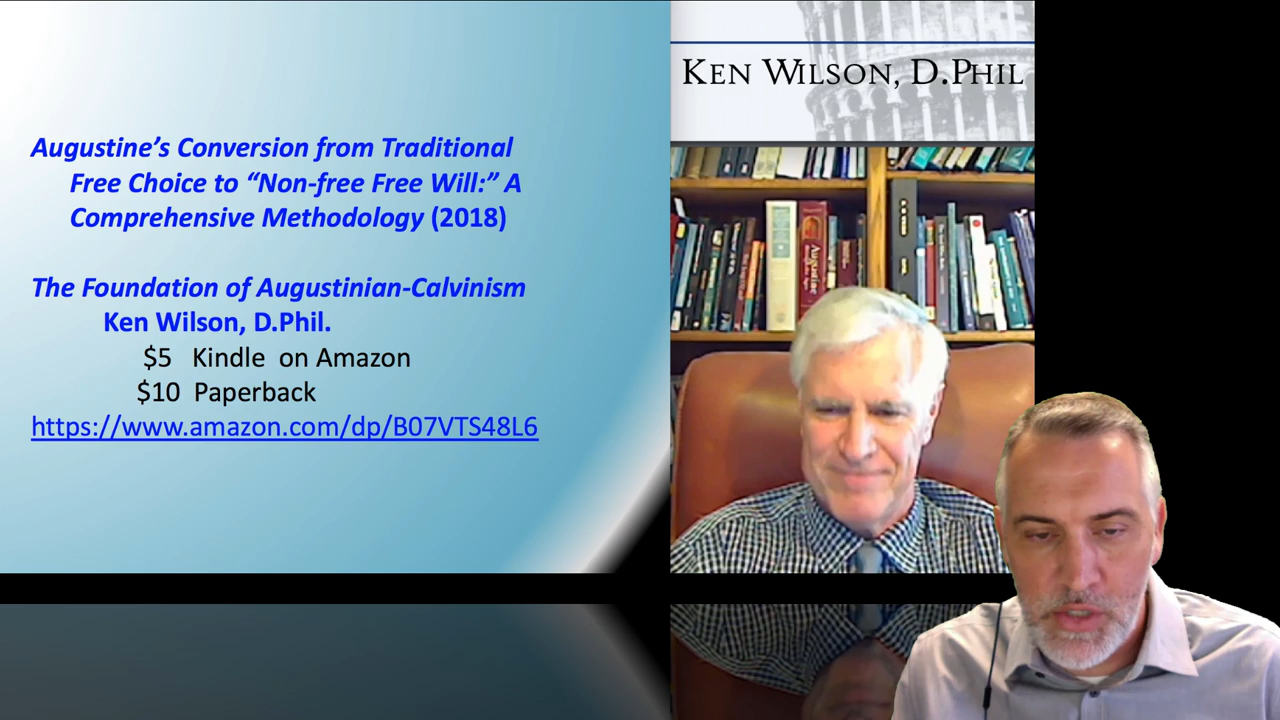 Augustine’s Conversion from Traditional
Free Choice to “Non-free Free Will:” A
Comprehensive Methodology (2018)
The Foundation of Augustinian-Calvinism
Ken Wilson, D.Phil.
$5 Kindle on Amazon
$10 Paperback
https://www.amazon.com/dp/B07VTS48L6
KEN WILSON, D.PHIL
Augustine